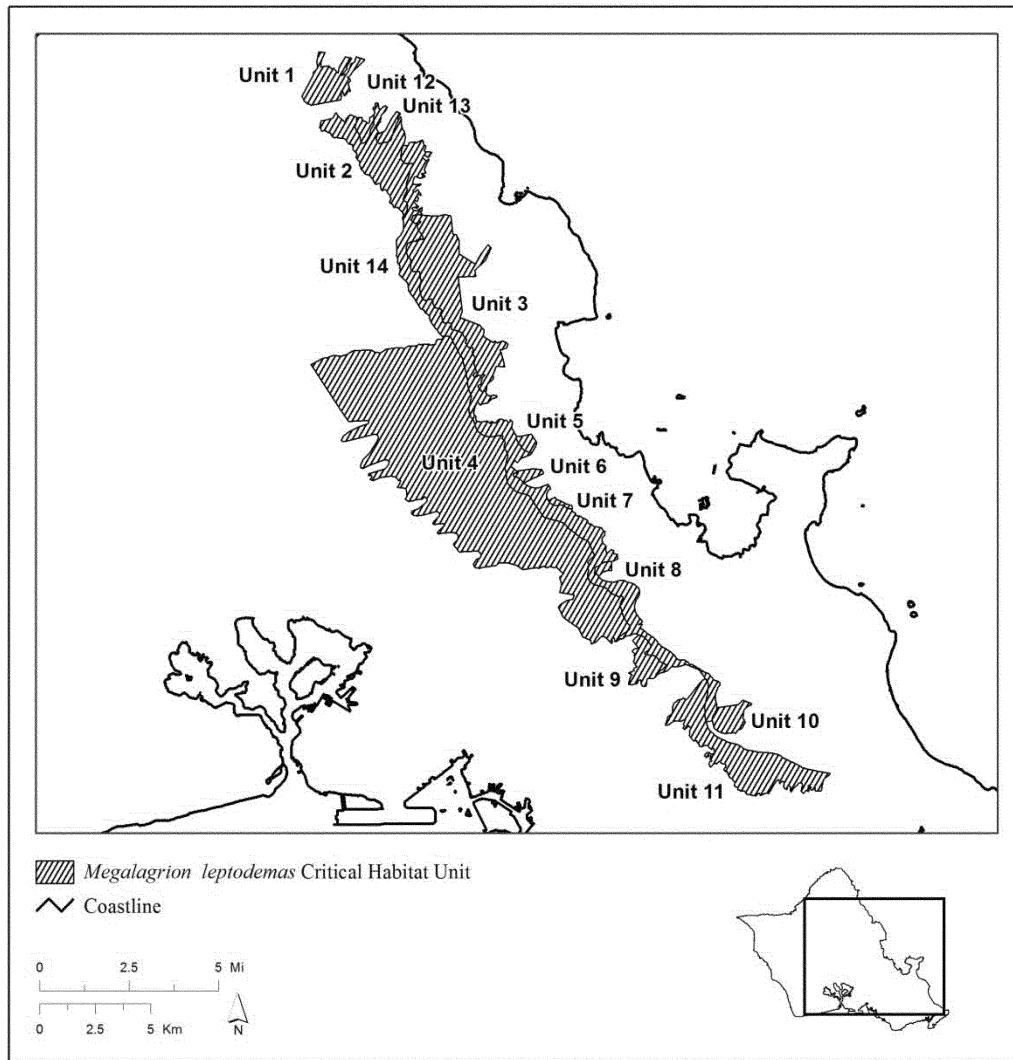 Unit 1
Unit 12
Unit 13
Unit 2
Unit 14
Unit 3
Unit 5
Unit 4
Unit 6
Unit 7
Unit 8
Unit 9
Unit 10
Unit 11
Megalagrion leptodemas Critical Habitat Unit
Coastline
0 2.5 5 Mi
0 2.5 5 Km
N